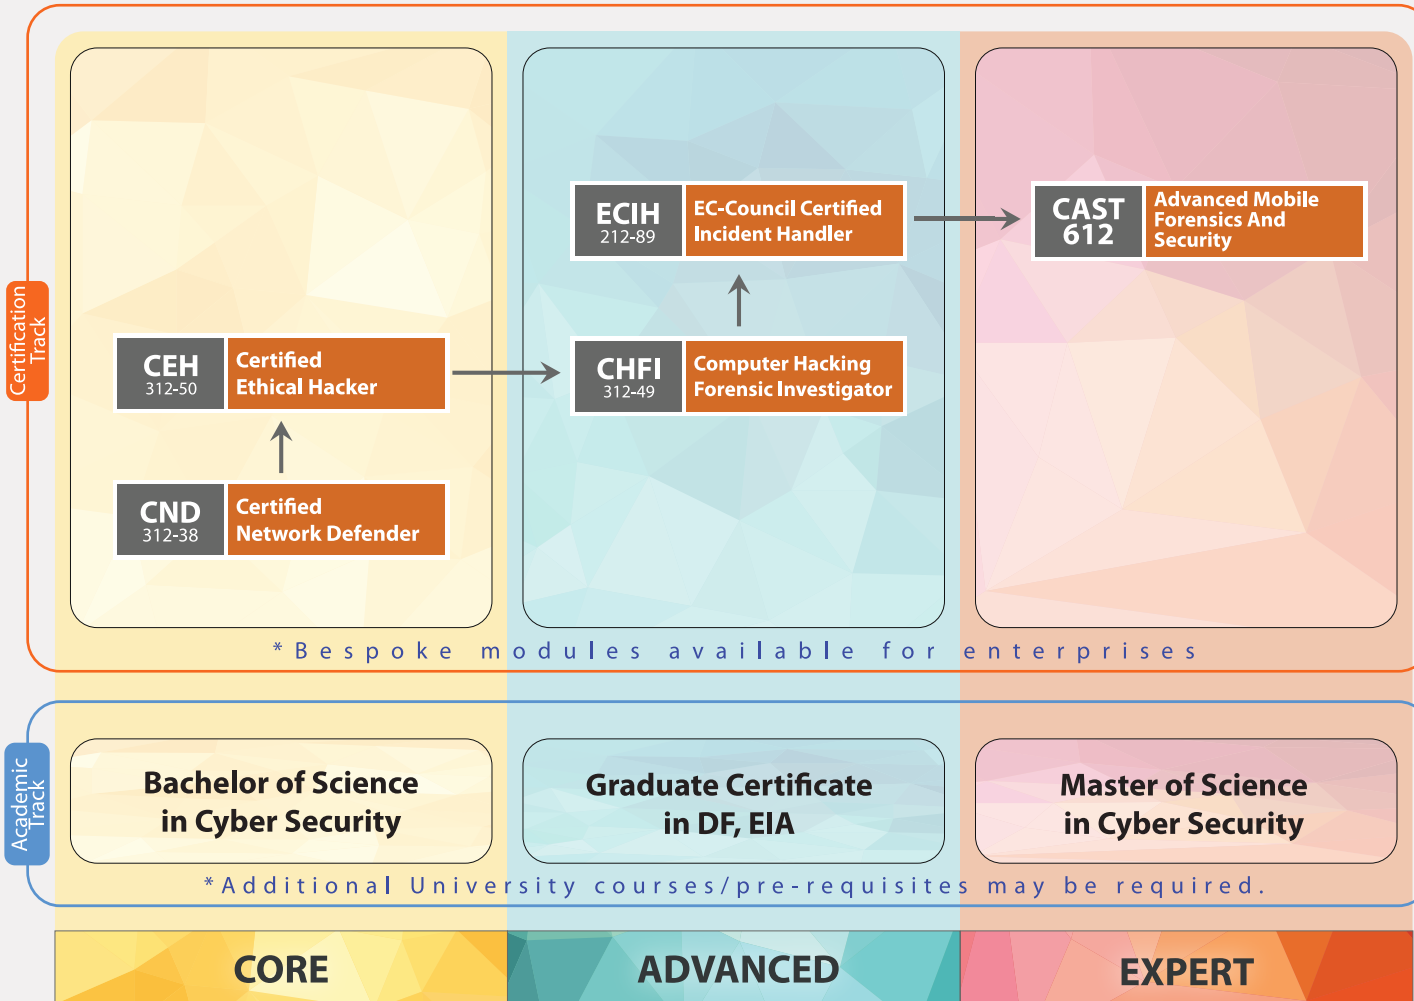 Certification
Track
ECIH
212-89
EC-Council Certified
Incident Handler
CAST
612
Advanced Mobile
Forensics And
Security
CEH
312-50
Certified
Ethical Hacker
CHFI
312-49
Computer Hacking
Forensic Investigator
CND
312-38
Certified
Network Defender
*Bespoke modules available for enterprises
Academic
Track
Bachelor of Science
in Cyber Security
Graduate Certificate
in DF, EIA
Master of Science
in Cyber Security
*Additional University courses/pre-requisites may be required.
CORE
ADVANCED
EXPERT